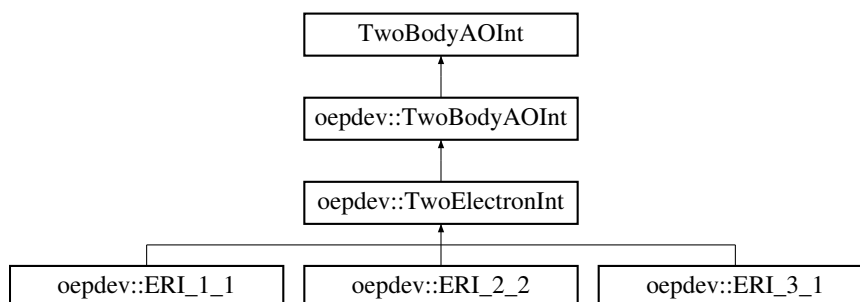 TwoBodyAOInt
oepdev::TwoBodyAOInt
oepdev::TwoElectronInt
oepdev::ERI_1_1 oepdev::ERI_2_2 oepdev::ERI_3_1